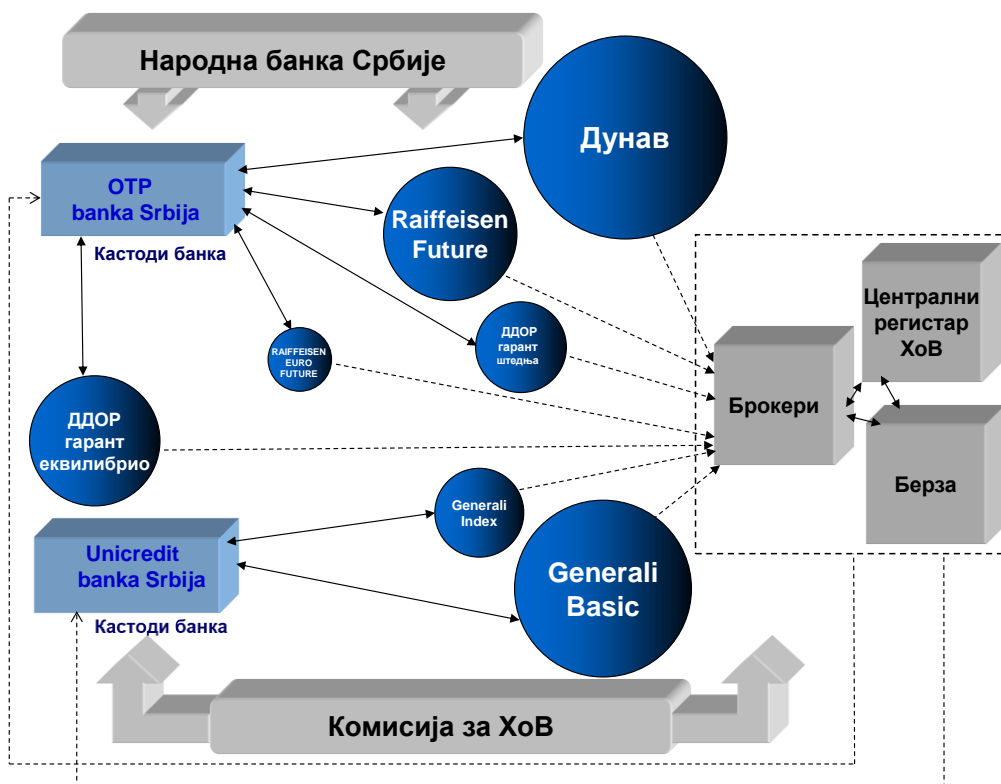 Народна банка Србије
Дунав
OTP
banka Srbija
Кастоди банка
Raiffeisen
Future
Централни
регистар
ХоВ
ДДОР
гарант
штедња
RAIFFEISEN
EURO
FUTURE
Брокери
ДДОР
гарант
еквилибрио
Берза
Generali
Index
Unicredit
banka Srbija
Кастоди банка
Generali
Basic
Комисија за ХоВ